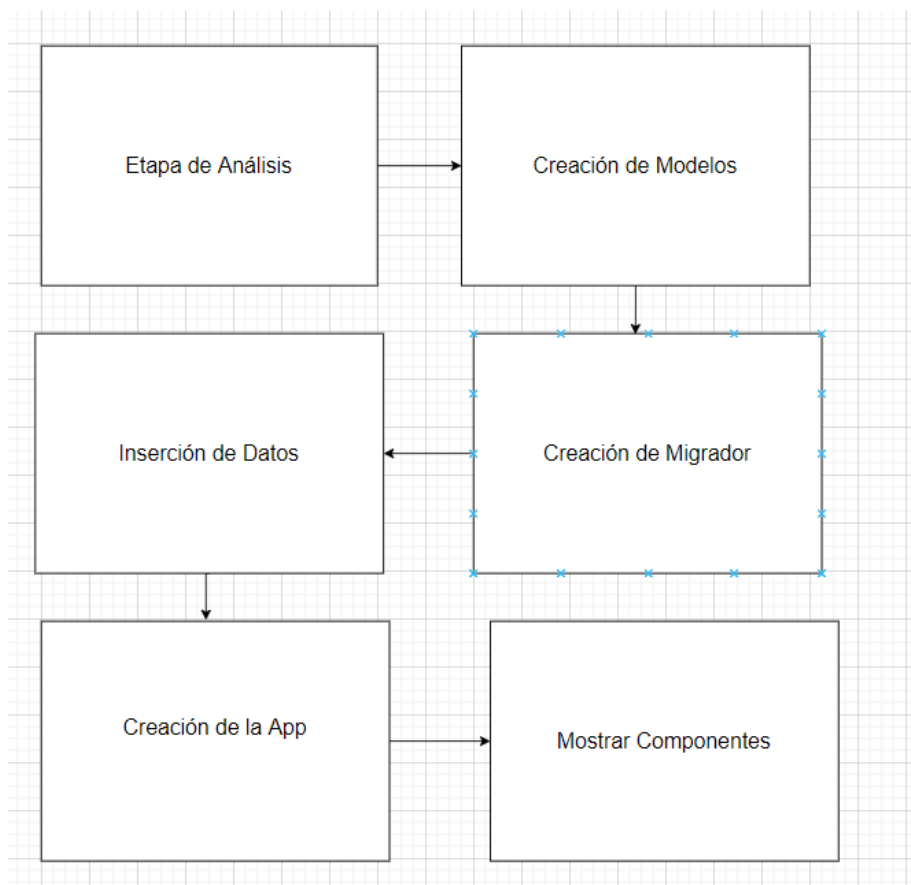 Etapa de Análisis
Creación de Modelos
Creación de Migrador
Inserción de Datos
Creación de la App
Mostrar Componentes